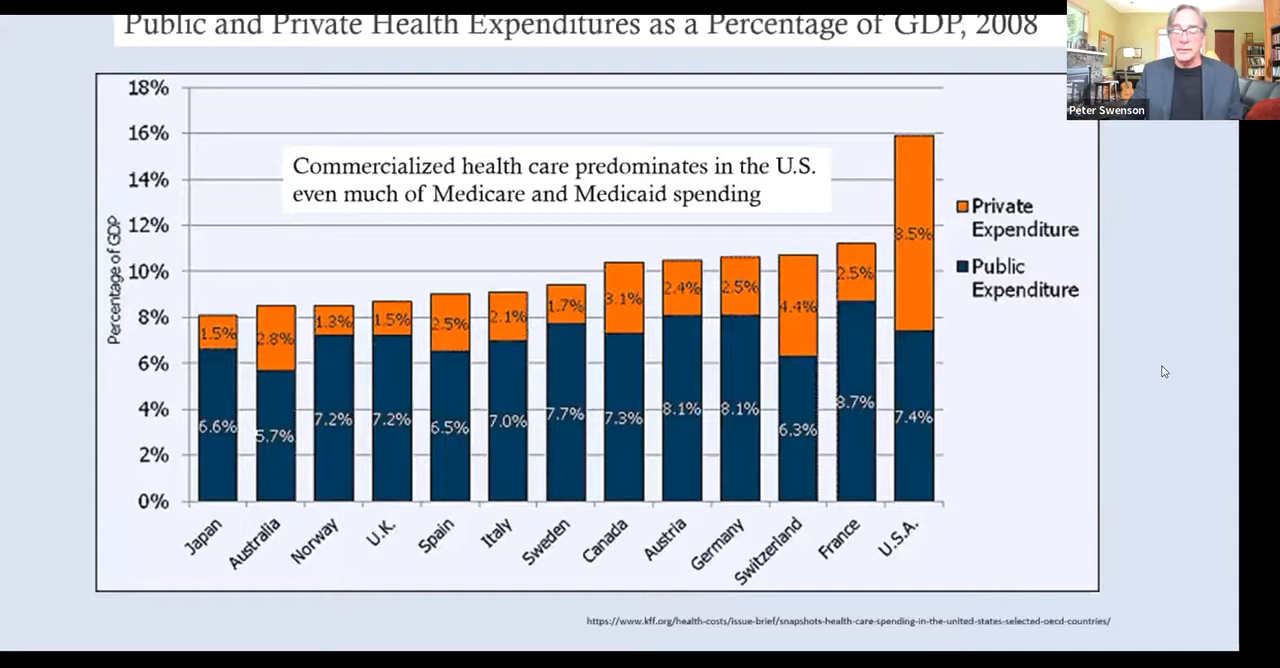 Public and Private Health Expenditures as a Percentage of GDP, 2008
Peter Swenson
18%
16%
14%
12%
10%
8%
6%
4%
2%
0%
Percentage of GDP
Commercialized health care predominates in the U.S.
even much of Medicare and Medicaid spending
Private
Expenditure
Public
Expenditure
1.5%
2.8%
1.3%
1.5%
2.5%
2.1%
1.7%
3.1%
2.4%
2.5%
4.4%
2.5%
8.5%
6.6%
5.7%
7.2%
7.2%
6.5%
7.0%
7.7%
7.3%
8.1%
8.1%
6.3%
8.7%
7.4%
Japan
Australia
Norway
U.K.
Spain
Italy
Sweden
Canada
Austria
Germany
Switzerland
France
U.S.A.
https://www.kff.org/health-costs/issue-brief/snapshots-health-care-spending-in-the-united-states-selected-oecd-countries/